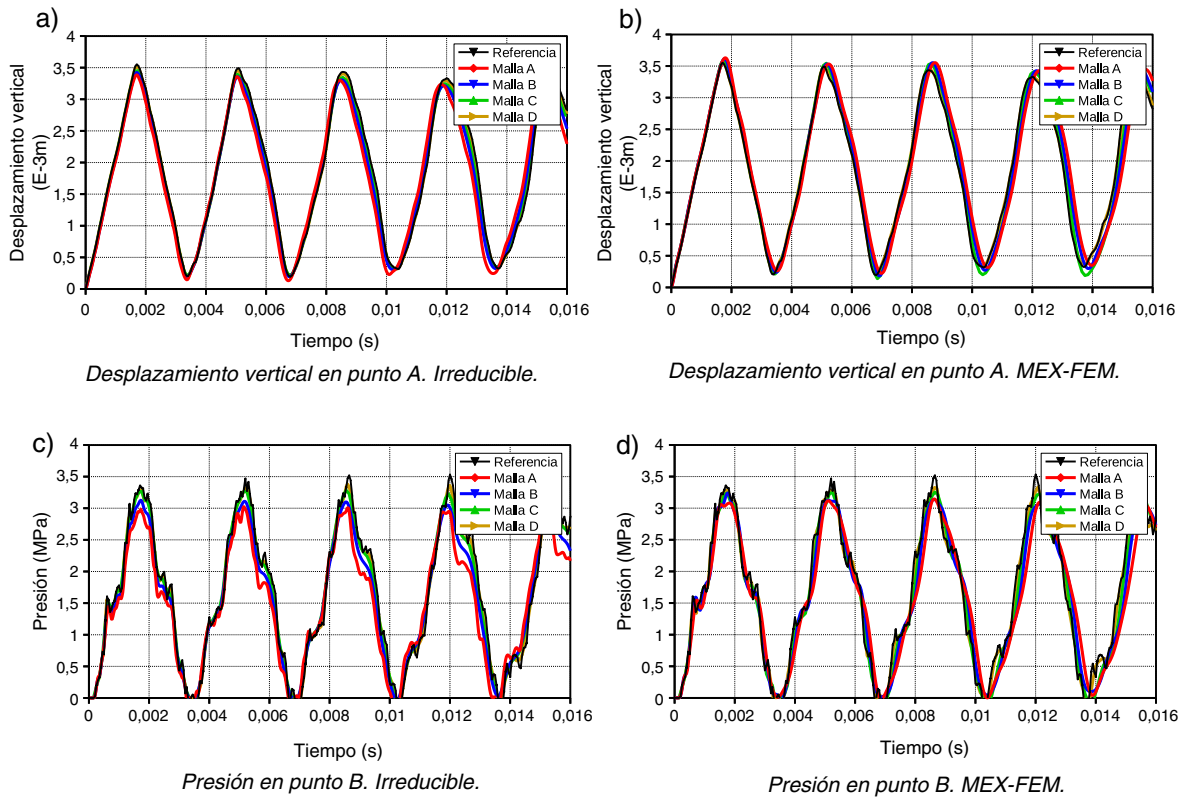 a)
Desplazamiento vertical
(E-3m)
4
3,5
3
2,5
2
1,5
1
0,5
0
Referencia
Malla A
Malla B
Malla C
Malla D
0
0,002
0,004
0,006
0,008
0,01
0,012
0,014
0,016
Tiempo (s)
Desplazamiento vertical en punto A. Irreducible.
b)
Desplazamiento vertical
(E-3m)
4
3,5
3
2,5
2
1,5
1
0,5
0
Referencia
Malla A
Malla B
Malla C
Malla D
0
0,002
0,004
0,006
0,008
0,01
0,012
0,014
0,016
Tiempo (s)
Desplazamiento vertical en punto A. MEX-FEM.
c)
Presión (MPa)
4
3,5
3
2,5
2
1,5
1
0,5
0
Referencia
Malla A
Malla B
Malla C
Malla D
0
0,002
0,004
0,006
0,008
0,01
0,012
0,014
0,016
Tiempo (s)
Presión en punto B. Irreducible.
d)
Presión (MPa)
4
3,5
3
2,5
2
1,5
1
0,5
0
Referencia
Malla A
Malla B
Malla C
Malla D
0
0,002
0,004
0,006
0,008
0,01
0,012
0,014
0,016
Tiempo (s)
Presión en punto B. MEX-FEM.